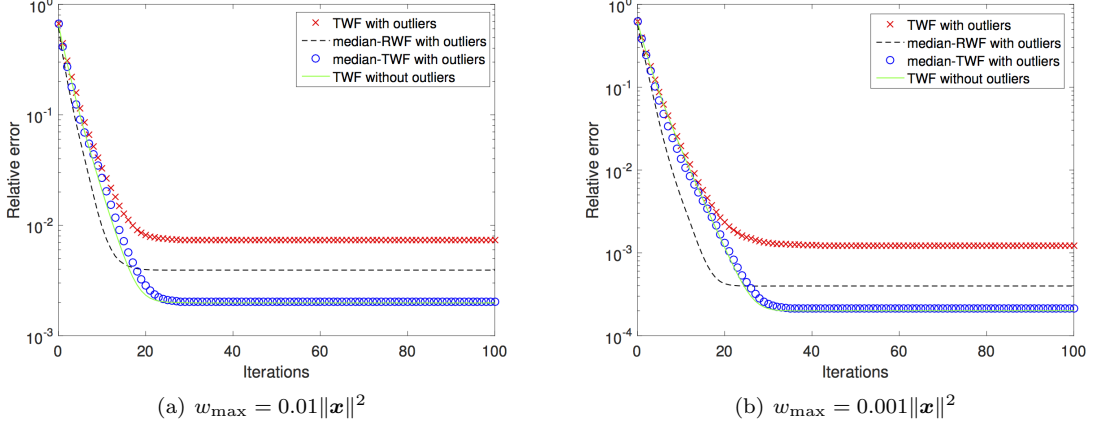 TWF with outliers
median-RWF with outliers
median-TWF with outliers
TWF without outliers
10^0
10^-1
10^-2
10^-3
Relative error
0 20 40 60 80 100
Iterations
(a) w_max = 0.01‖x‖^2
TWF with outliers
median-RWF with outliers
median-TWF with outliers
TWF without outliers
10^0
10^-1
10^-2
10^-3
10^-4
Relative error
0 20 40 60 80 100
Iterations
(b) w_max = 0.001‖x‖^2